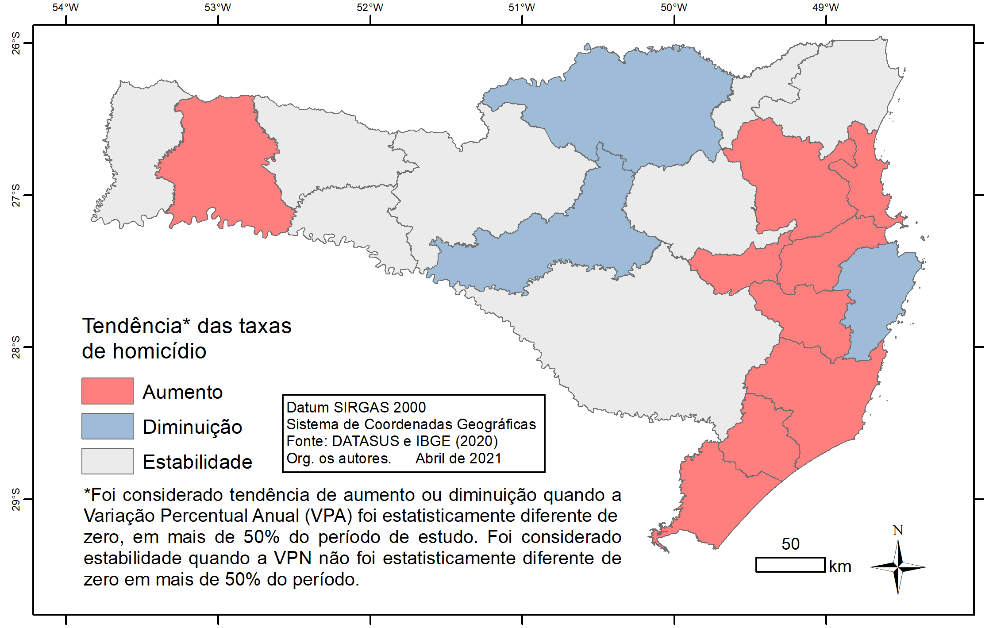 54°W 53°W 52°W 51°W 50°W 49°W
26°S
27°S
28°S
29°S
Tendência* das taxas
de homicídio
Aumento
Diminuição
Estabilidade
Datum SIRGAS 2000
Sistema de Coordenadas Geográficas
Fonte: DATASUS e IBGE (2020)
Org. os autores. Abril de 2021
*Foi considerado tendência de aumento ou diminuição quando a
Variação Percentual Anual (VPA) foi estatisticamente diferente de
zero, em mais de 50% do período de estudo. Foi considerado
estabilidade quando a VPN não foi estatisticamente diferente de
zero em mais de 50% do período.
50
km
N